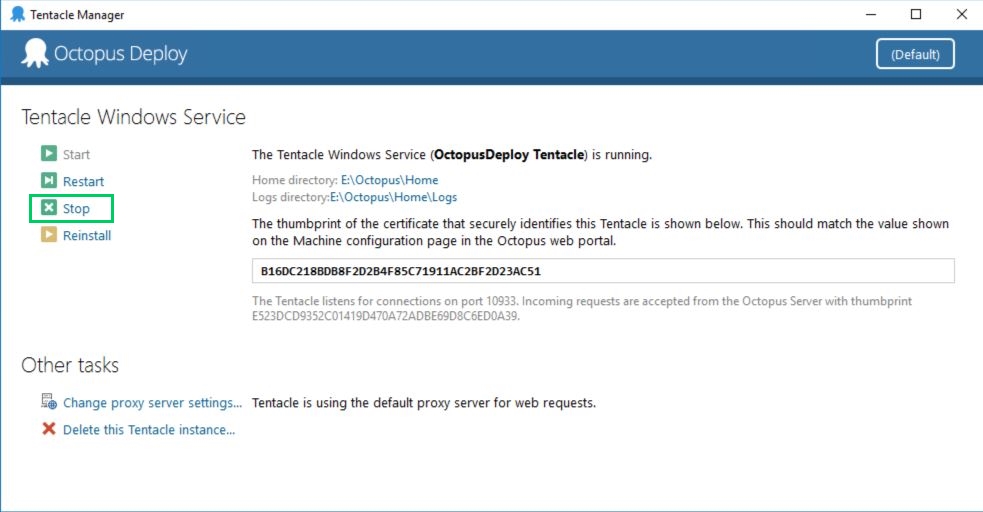 Tentacle Manager
Octopus Deploy
(Default)
Tentacle Windows Service
Start
The Tentacle Windows Service (OctopusDeploy Tentacle) is running.
Restart
Home directory: E:\Octopus\Home
Logs directory:E:\Octopus\Home\Logs
Stop
The thumbprint of the certificate that securely identifies this Tentacle is shown below. This should match the value shown
on the Machine configuration page in the Octopus web portal.
Reinstall
B16DC218BDB8F2D2B4F85C71911AC2BF2D23AC51
The Tentacle listens for connections on port 10933. Incoming requests are accepted from the Octopus Server with thumbprint
E523DCD9352C01419D470A72ADBE69D8C6ED0A39.
Other tasks
Change proxy server settings...
Tentacle is using the default proxy server for web requests.
Delete this Tentacle instance...